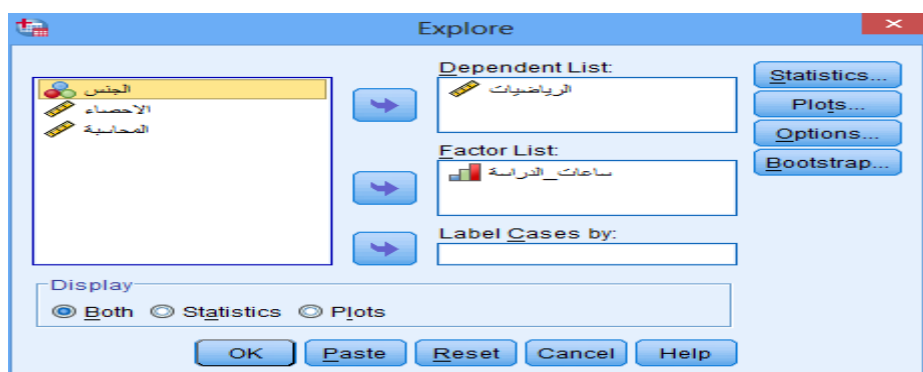 Explore
الجنس
الاحصاء
المحاسبة
Dependent List:
الرياضيات
Factor List:
ساعات_الدراسة
Label Cases by:
Statistics...
Plots...
Options...
Bootstrap...
Display
Both Statistics Plots
OK Paste Reset Cancel Help